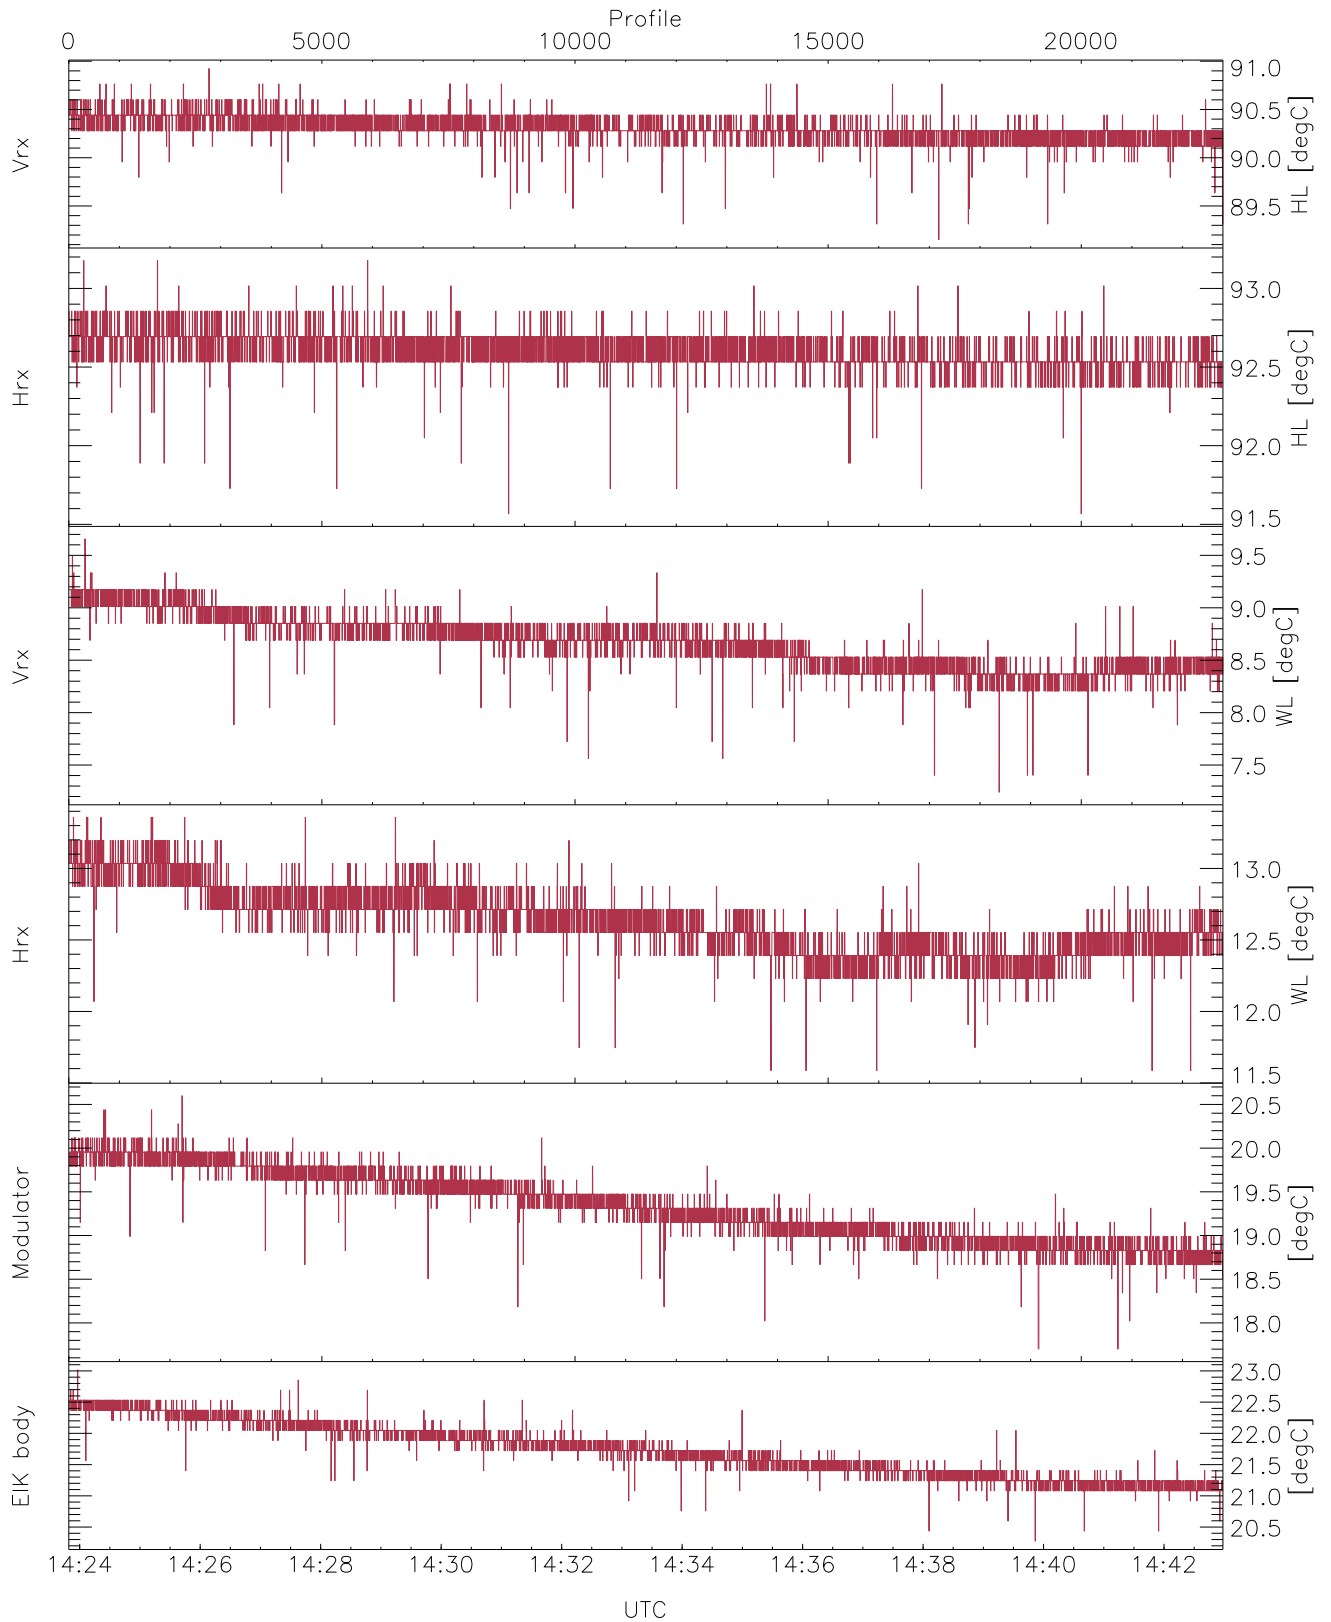 Profile
0 5000 10000 15000 20000
91.0
90.5
90.0
89.5
Vrx
HL [degC]
93.0
92.5
92.0
91.5
Hrx
HL [degC]
9.5
9.0
8.5
8.0
7.5
Vrx
WL [degC]
13.0
12.5
12.0
11.5
Hrx
WL [degC]
20.5
20.0
19.5
19.0
18.5
18.0
Modulator
[degC]
23.0
22.5
22.0
21.5
21.0
20.5
EIK body
[degC]
14:24 14:26 14:28 14:30 14:32 14:34 14:36 14:38 14:40 14:42
UTC